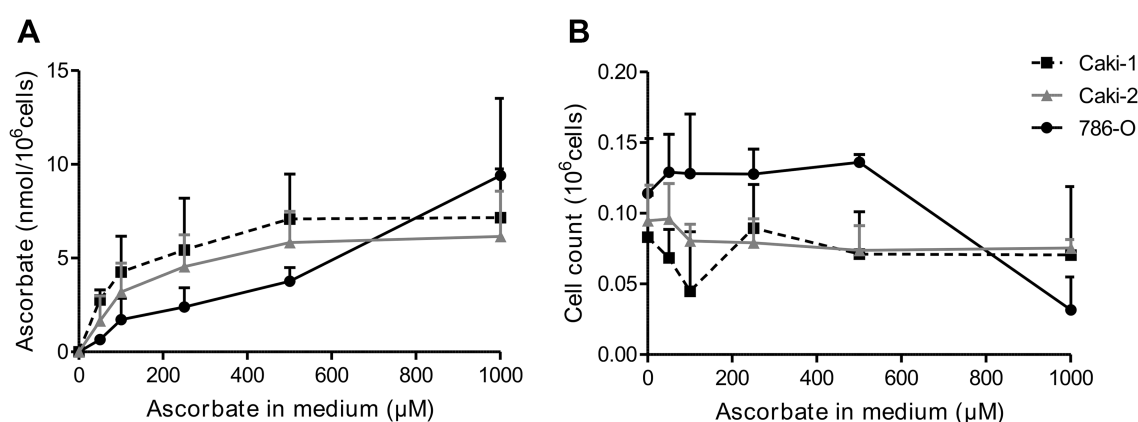 A
Ascorbate (nmol/10⁶cells)
15
10
5
0
0 200 400 600 800 1000
Ascorbate in medium (µM)
B
Cell count (10⁶cells)
0.20
0.15
0.10
0.05
0.00
0 200 400 600 800 1000
Ascorbate in medium (µM)
Caki-1
Caki-2
786-O